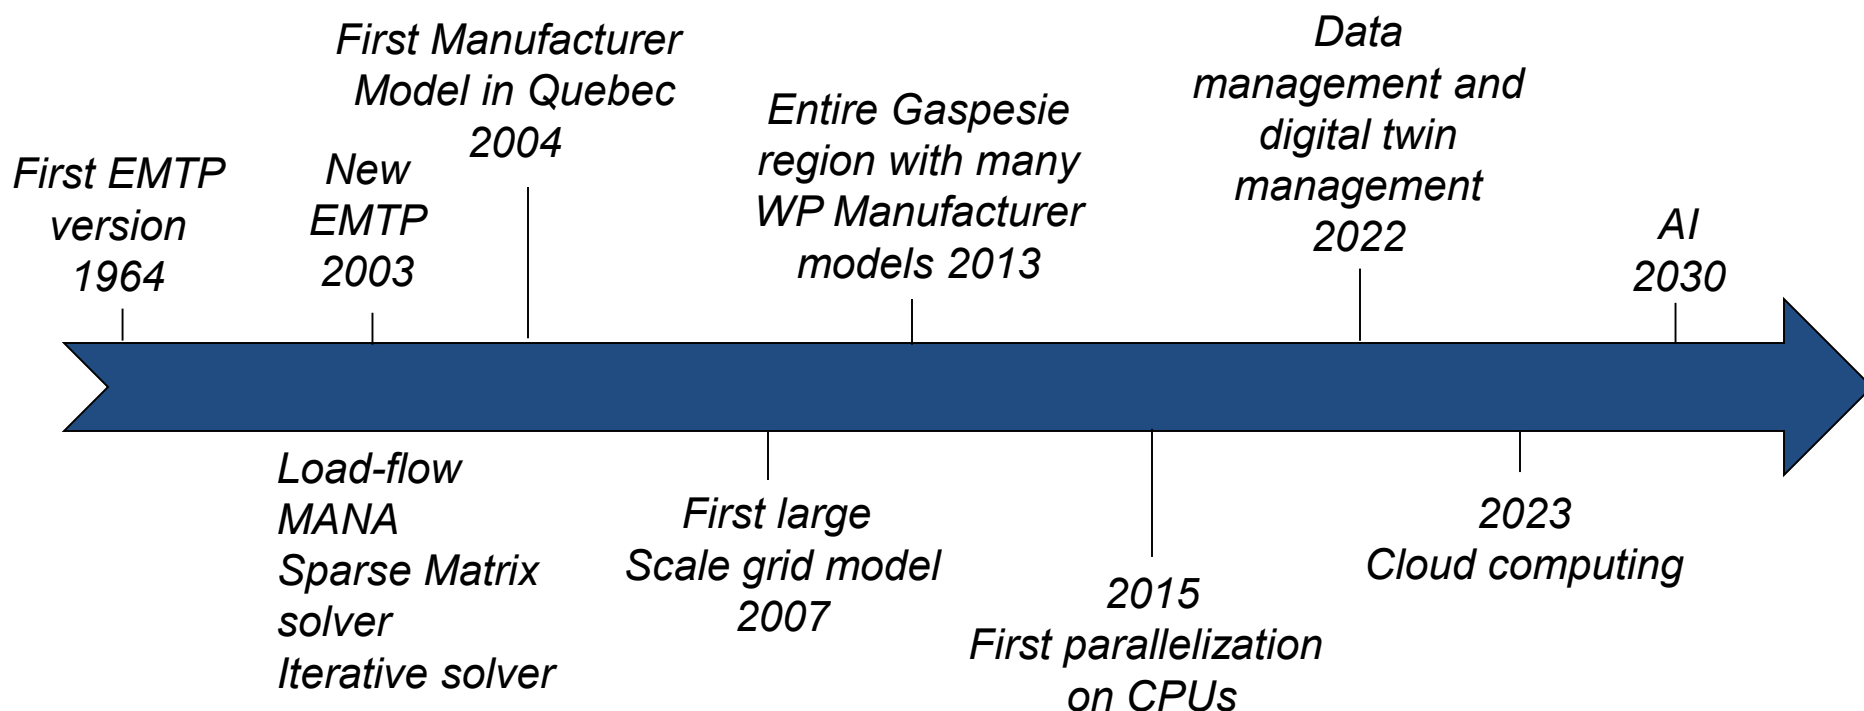 First EMTP
version
1964
New
EMTP
2003
First Manufacturer
Model in Quebec
2004
Entire Gaspesie
region with many
WP Manufacturer
models 2013
Data
management and
digital twin
management
2022
AI
2030
Load-flow
MANA
Sparse Matrix
solver
Iterative solver
First large
Scale grid model
2007
2015
First parallelization
on CPUs
2023
Cloud computing